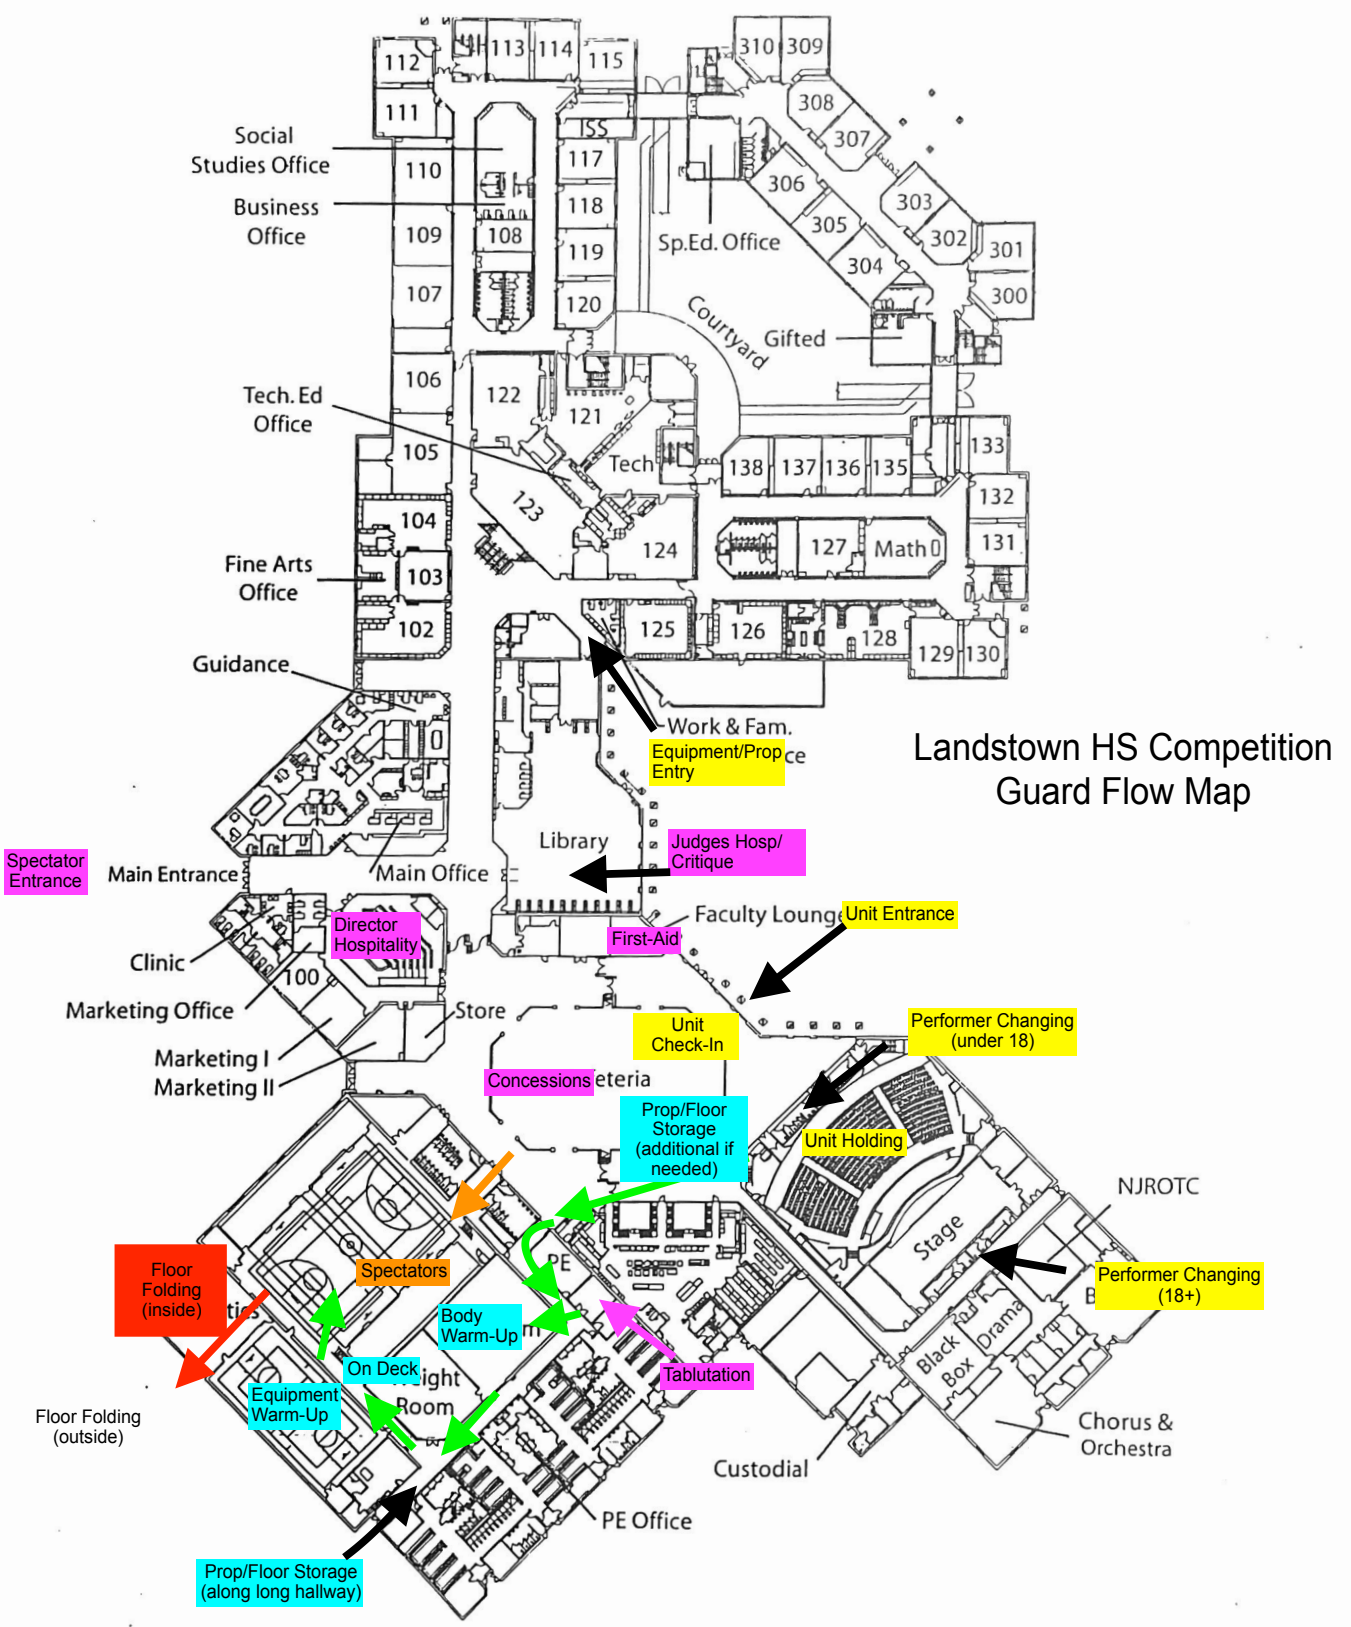 112
113
114
115
310
309
111
308
307
ISS
Social
Studies Office
117
110
306
303
118
Business
Office
305
302
301
109
108
119
Sp.Ed. Office
304
300
107
120
Courtyard
Gifted
106
122
121
Tech. Ed
Office
105
Tech
138
137
136
135
133
132
123
104
124
127
Math
131
Fine Arts
Office
103
102
125
126
128
129
130
Guidance
Work & Fam.
Equipment/Prop
Entry
ce
Landstown HS Competition
Guard Flow Map
Library
Judges Hosp/
Critique
Spectator
Entrance
Main Entrance
Main Office
Faculty Loung
Unit Entrance
Director
Hospitality
First-Aid
Clinic
100
Marketing Office
Store
Unit
Check-In
Performer Changing
(under 18)
Marketing I
Marketing II
Concessions
eteria
Prop/Floor
Storage
(additional if
needed)
Unit Holding
NJROTC
Stage
Floor
Folding
(inside)
Spectators
PE
Performer Changing
(18+)
B
tics
Body
Warm-Up
m
Drama
Black
Box
On Deck
Tablutation
Equipment
Warm-Up
eight
Room
Floor Folding
(outside)
Chorus &
Orchestra
Custodial
PE Office
Prop/Floor Storage
(along long hallway)